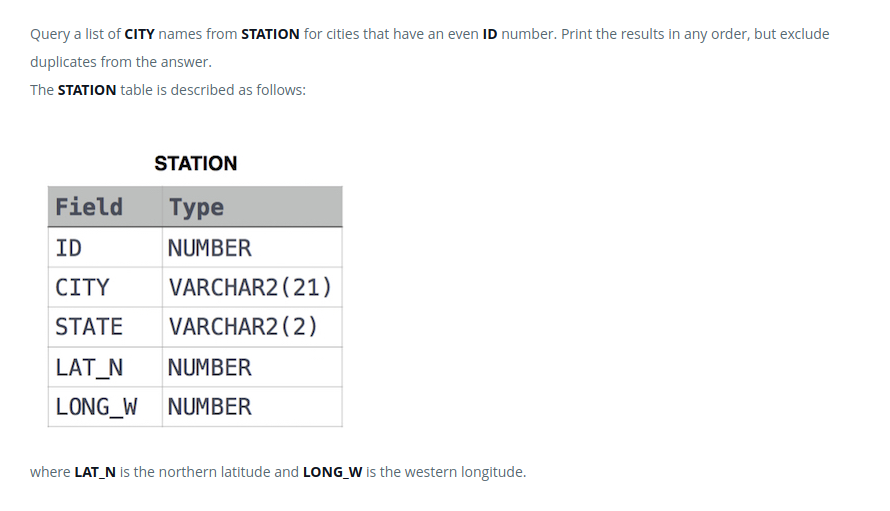 Query a list of CITY names from STATION for cities that have an even ID number. Print the results in any order, but exclude
duplicates from the answer.
The STATION table is described as follows:
STATION
Field Type
ID NUMBER
CITY VARCHAR2(21)
STATE VARCHAR2(2)
LAT_N NUMBER
LONG_W NUMBER
where LAT_N is the northern latitude and LONG_W is the western longitude.